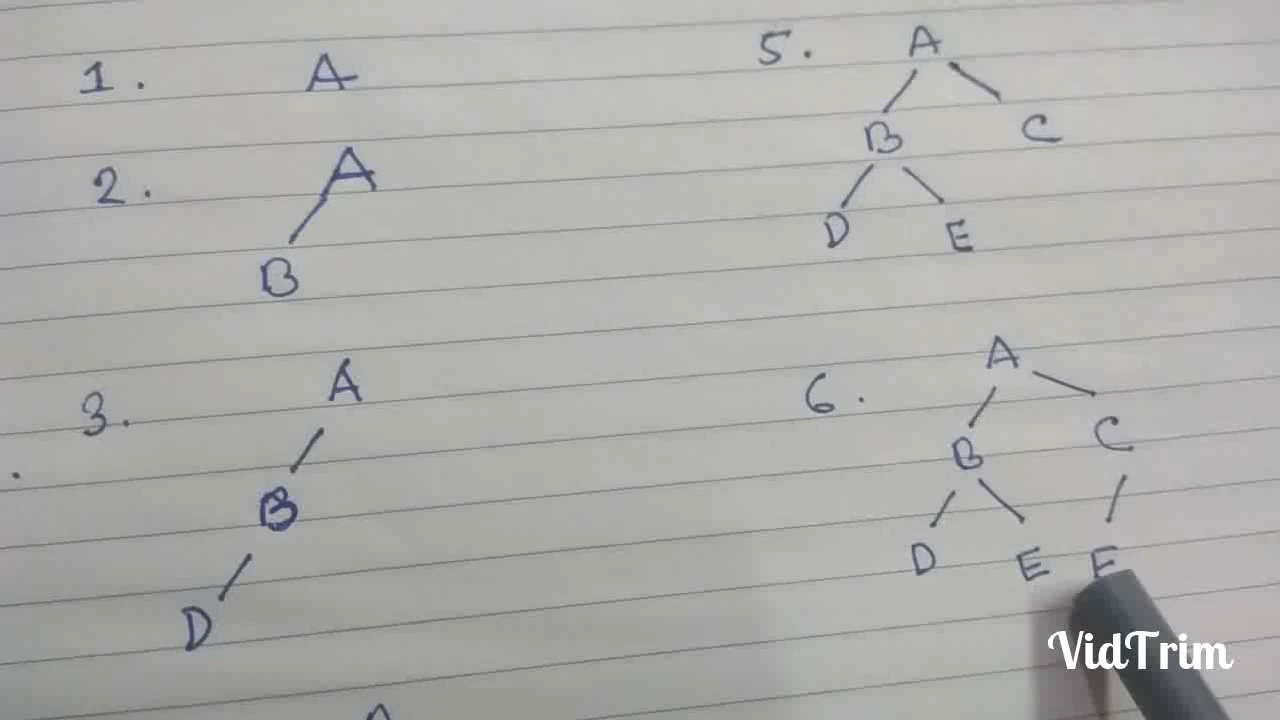 1. A
2. A
B
3. A
B
D
A
5. A
B C
D E
6. A
B C
D E F
VidTrim